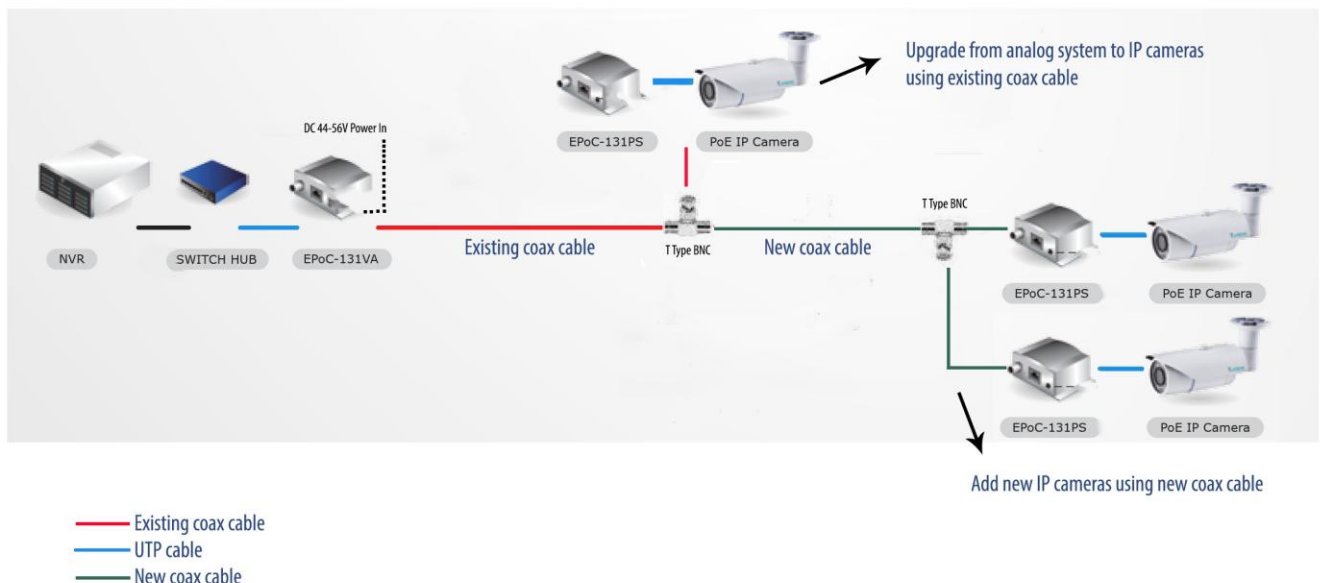 Upgrade from analog system to IP cameras
using existing coax cable
DC 44-56V Power In
EPoC-131PS
PoE IP Camera
T Type BNC
NVR
SWITCH HUB
EPoC-131VA
Existing coax cable
T Type BNC
New coax cable
EPoC-131PS
PoE IP Camera
EPoC-131PS
PoE IP Camera
Add new IP cameras using new coax cable
Existing coax cable
UTP cable
New coax cable